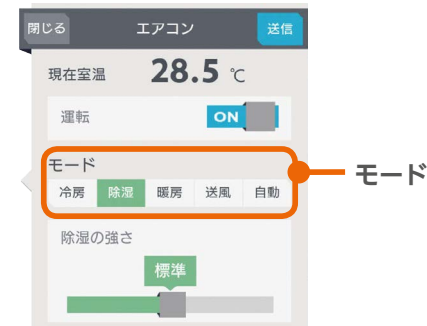 閉じる エアコン 送信
現在室温 28.5 ℃
運転 ON
モード
モード
冷房 除湿 暖房 送風 自動
除湿の強さ
標準